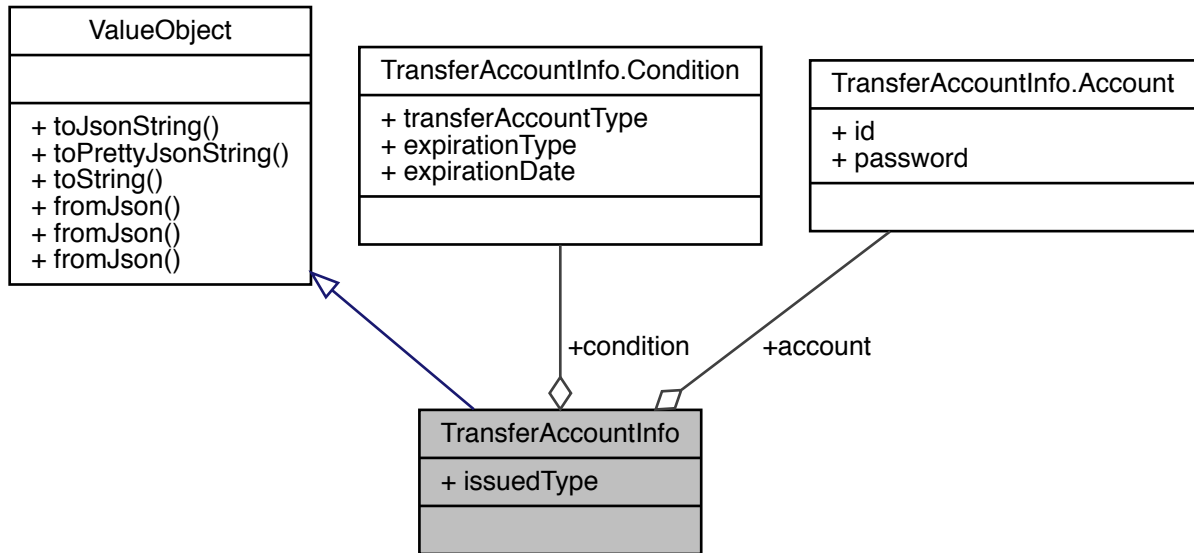 ValueObject
+ toJsonString()
+ toPrettyJsonString()
+ toString()
+ fromJson()
+ fromJson()
+ fromJson()
TransferAccountInfo.Condition
+ transferAccountType
+ expirationType
+ expirationDate
TransferAccountInfo.Account
+ id
+ password
+condition
+account
TransferAccountInfo
+ issuedType